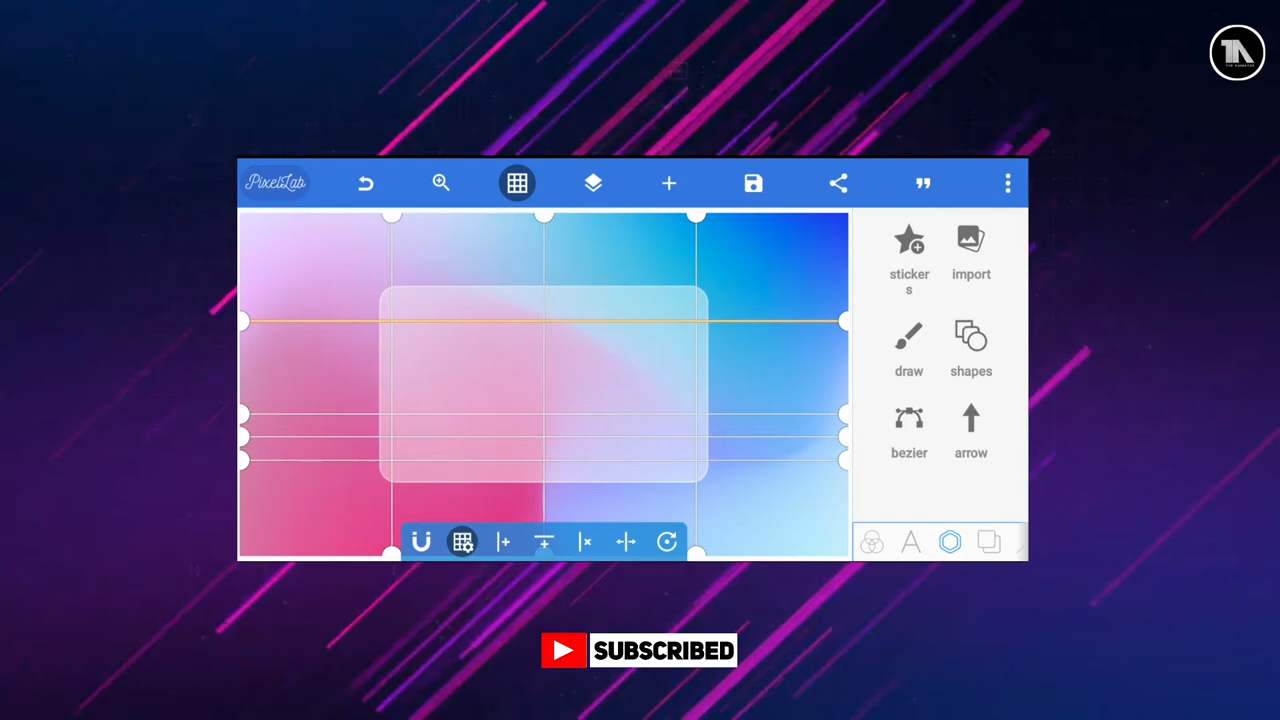 PixelLab
sticker
s
import
draw
shapes
bezier
arrow
SUBSCRIBED